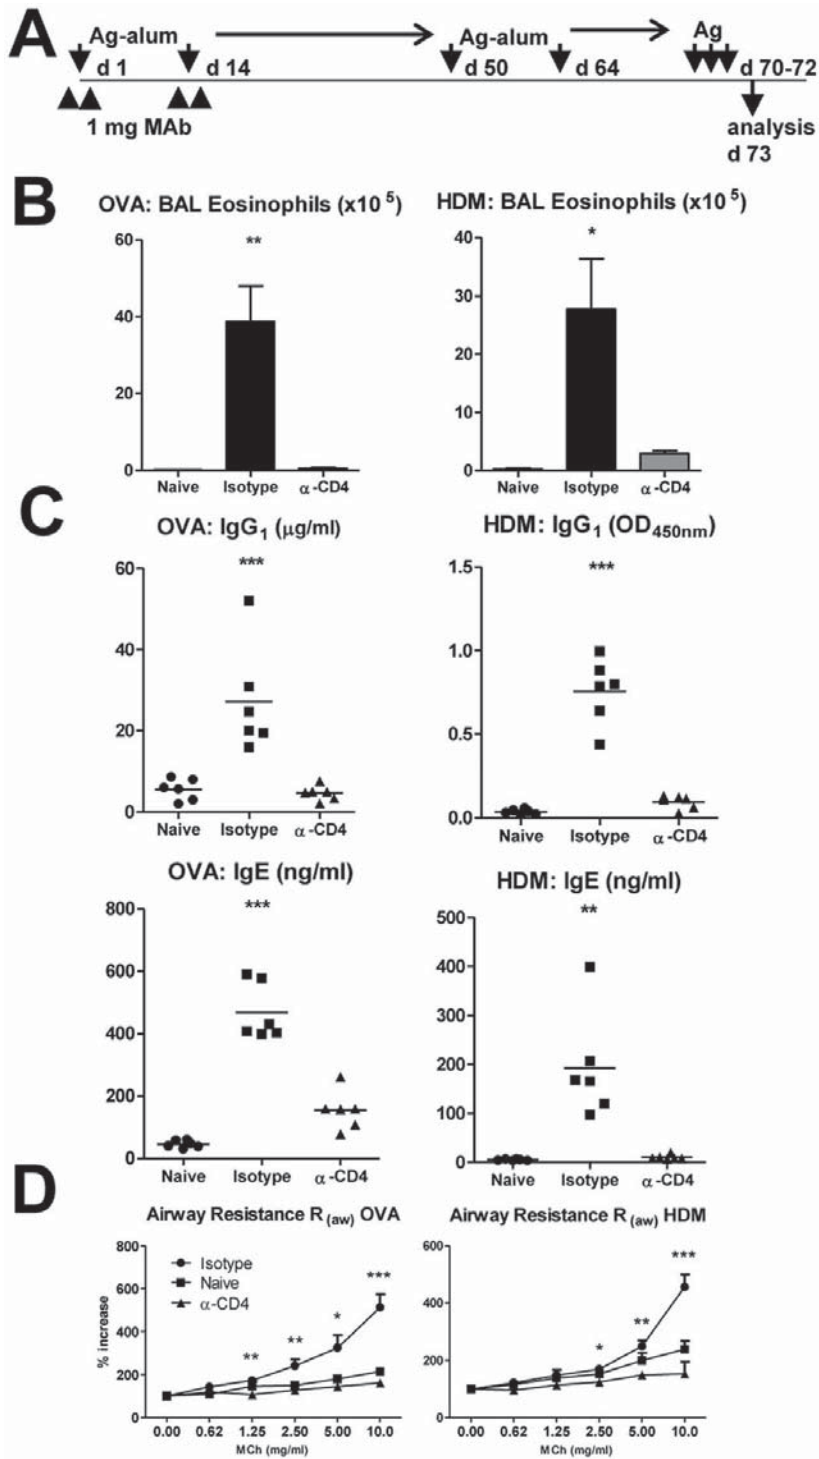 A
Ag-alum Ag-alum Ag
d 1 d 14 d 50 d 64 d 70-72
1 mg MAb analysis
d 73
B
OVA: BAL Eosinophils (x10 5) HDM: BAL Eosinophils (x10 5)
60 ** 40 *
40 30
20 20
10
0 0
Naive Isotype α-CD4 Naive Isotype α-CD4
C
OVA: IgG1 (µg/ml) HDM: IgG1 (OD450nm)
60 *** 1.5 ***
40 1.0
20 0.5
0 0.0
Naive Isotype α-CD4 Naive Isotype α-CD4
OVA: IgE (ng/ml) HDM: IgE (ng/ml)
800 *** 500 **
600 400
400 300
200 200
100
0 0
Naive Isotype α-CD4 Naive Isotype α-CD4
D
Airway Resistance R (aw) OVA Airway Resistance R (aw) HDM
800 600
Isotype
600 Naive *** ***
α-CD4
400 * 400
** ** * **
200 200
0 0
% increase
0.00 0.62 1.25 2.50 5.00 10.0 0.00 0.62 1.25 2.50 5.00 10.0
MCh (mg/ml) MCh (mg/ml)